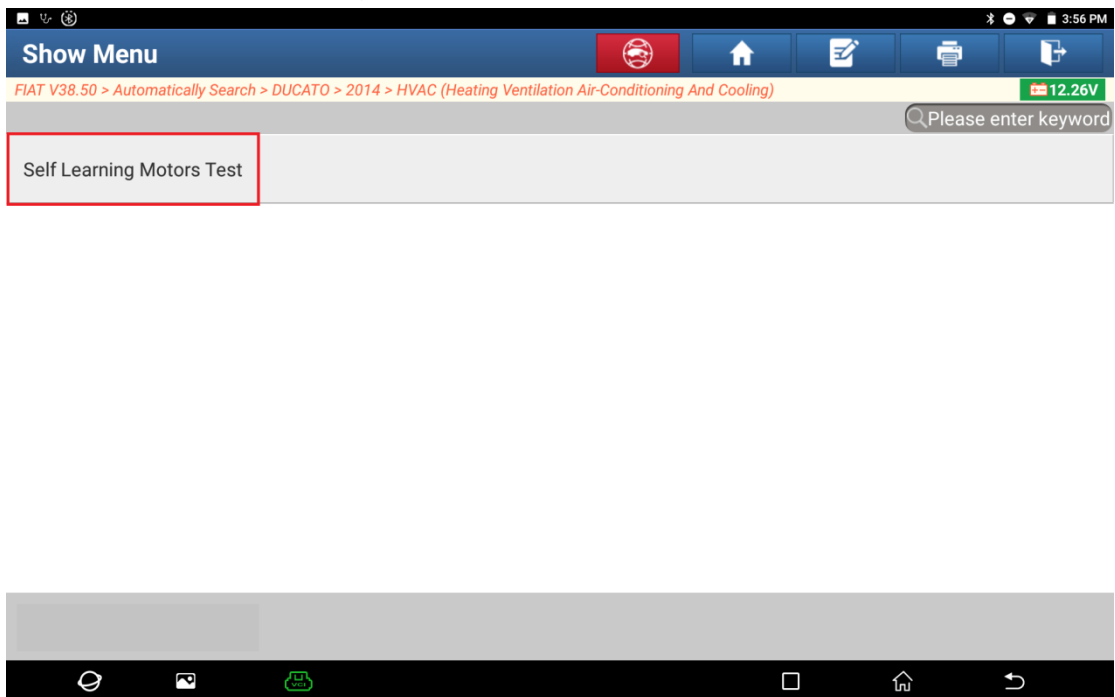 3:56 PM
Show Menu
FIAT V38.50 > Automatically Search > DUCATO > 2014 > HVAC (Heating Ventilation Air-Conditioning And Cooling)
12.26V
Please enter keyword
Self Learning Motors Test
VCI